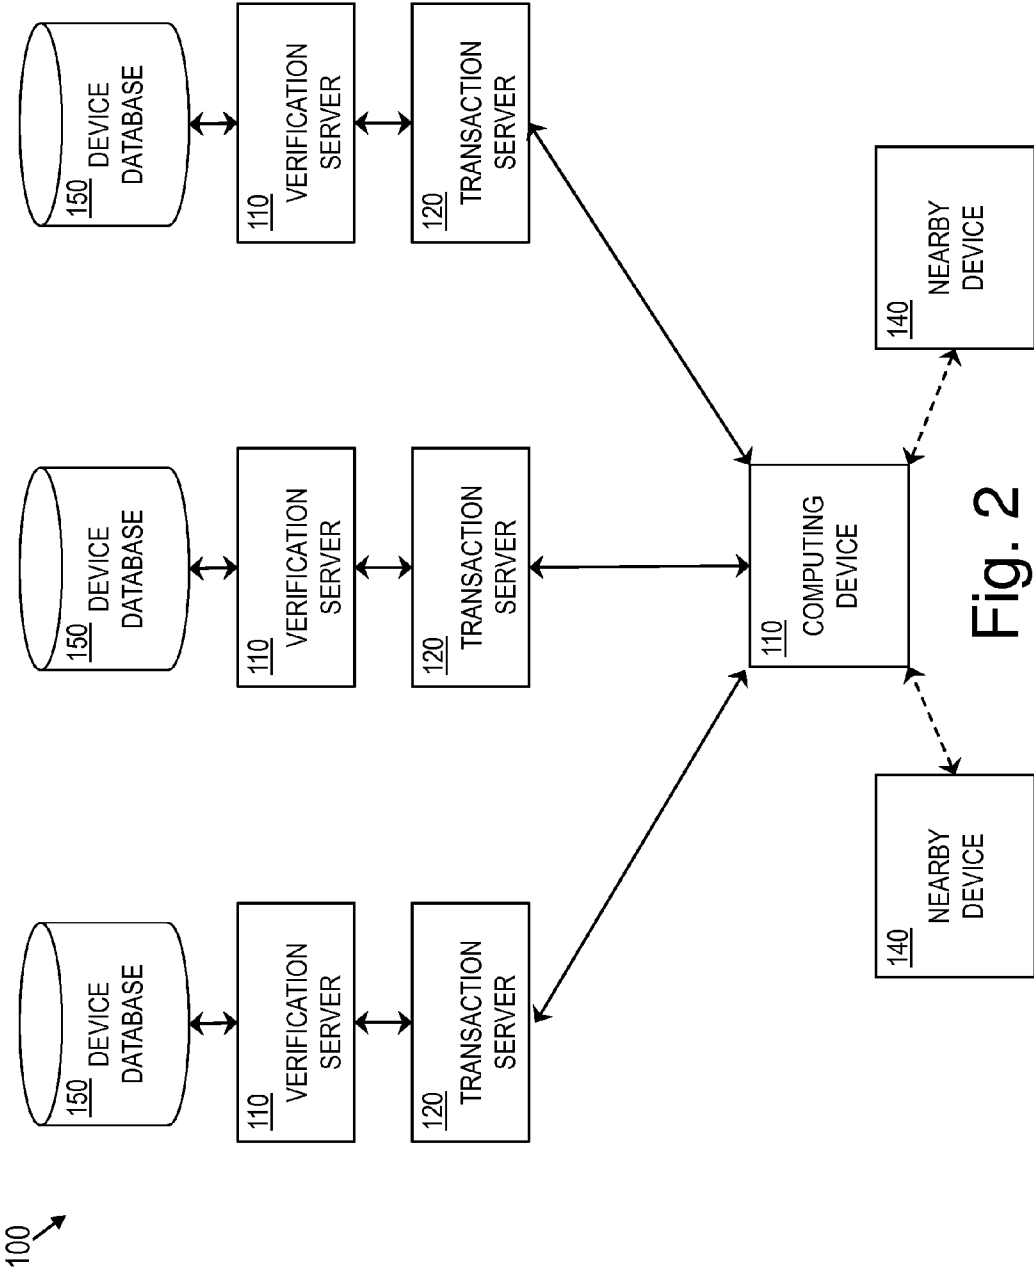 100
150
DEVICE
DATABASE
150
DEVICE
DATABASE
150
DEVICE
DATABASE
110
VERIFICATION
SERVER
110
VERIFICATION
SERVER
110
VERIFICATION
SERVER
120
TRANSACTION
SERVER
120
TRANSACTION
SERVER
120
TRANSACTION
SERVER
110
COMPUTING
DEVICE
140
NEARBY
DEVICE
140
NEARBY
DEVICE
Fig. 2